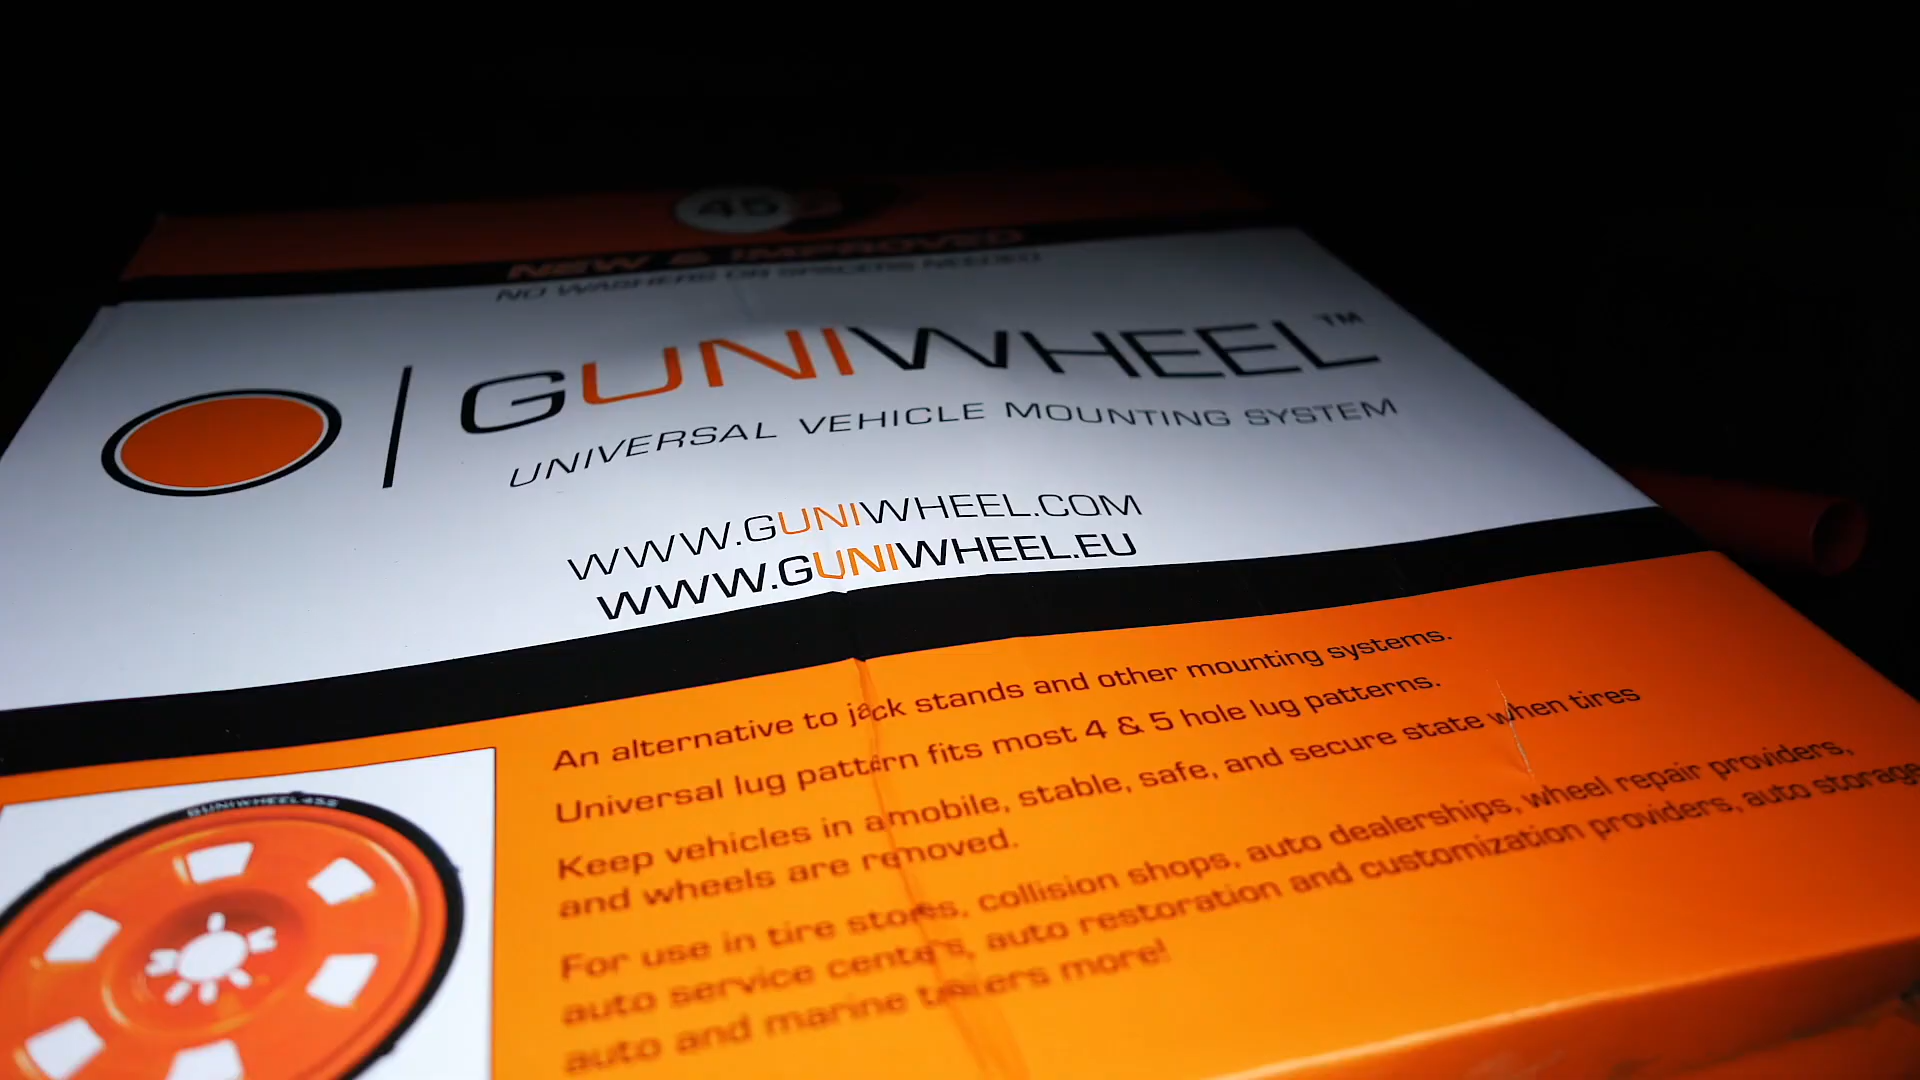 45
NEW & IMPROVED
NO WASHERS OR SPACERS NEEDED
GUNIWHEEL™
UNIVERSAL VEHICLE MOUNTING SYSTEM
WWW.GUNIWHEEL.COM
WWW.GUNIWHEEL.EU
An alternative to jack stands and other mounting systems.
Universal lug pattern fits most 4 & 5 hole lug patterns.
Keep vehicles in a mobile, stable, safe, and secure state when tires
and wheels are removed.
For use in tire stores, collision shops, auto dealerships, wheel repair providers,
auto service centers, auto restoration and customization providers, auto storage
auto and marine trailers more!